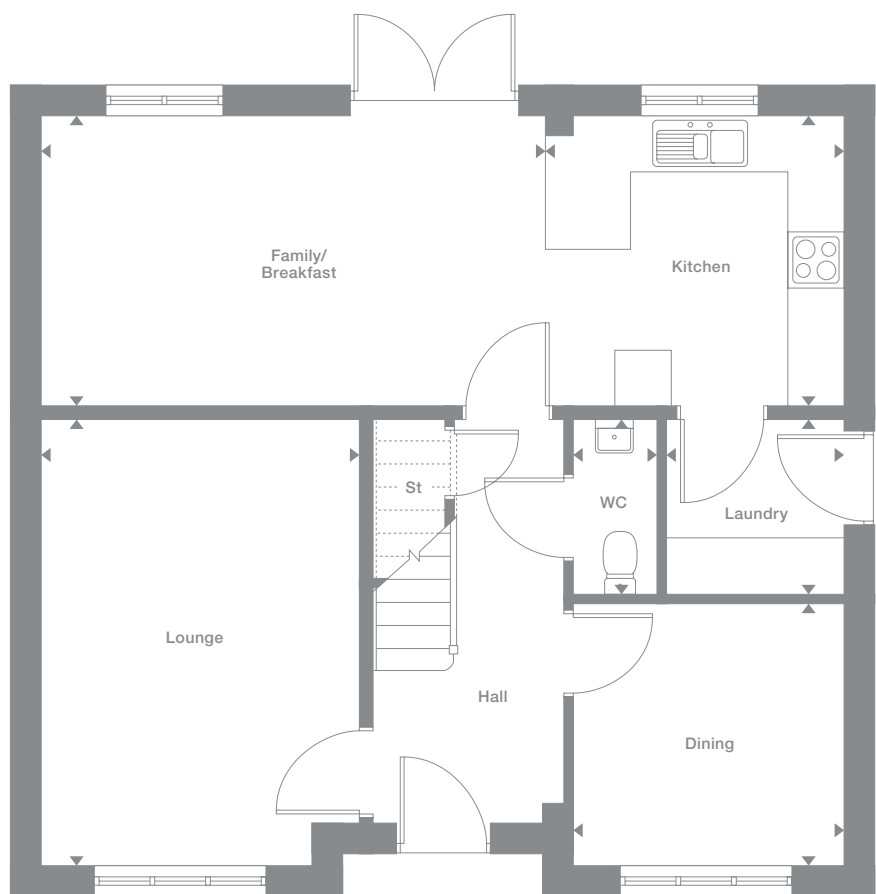 Family/
Breakfast
Kitchen
St
WC
Laundry
Lounge
Hall
Dining